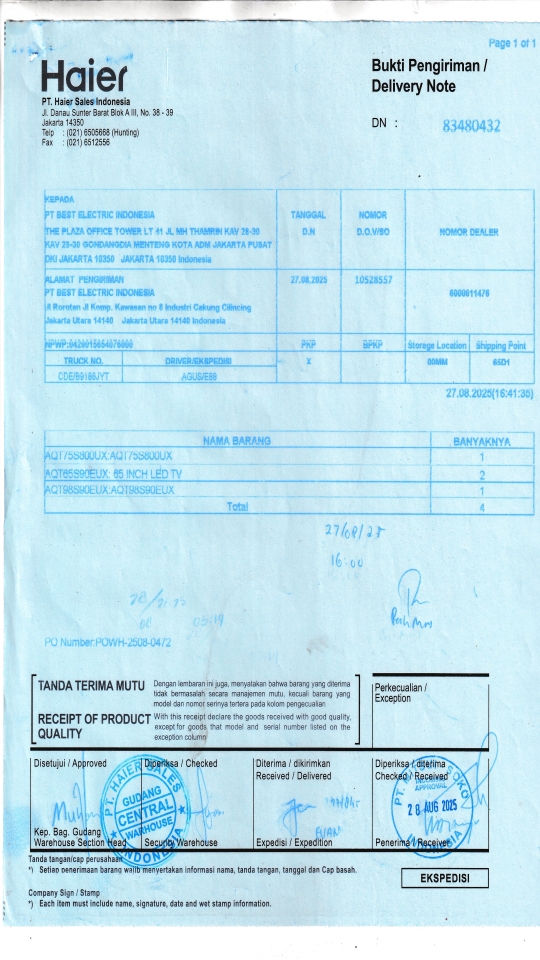 Page 1 of 1
Haier
Bukti Pengiriman /
Delivery Note
PT. Haier Sales Indonesia
Jl. Danau Sunter Barat Blok A III, No. 38 - 39
Jakarta 14350
Telp : (021) 6505668 (Hunting)
Fax : (021) 6512556
DN : 83480432
KEPADA
PT BEST ELECTRIC INDONESIA
THE PLAZA OFFICE TOWER LT 41 JL MH THAMRIN KAV 28-30
KAV 28-30 GONDANGDIA MENTENG KOTA ADM JAKARTA PUSAT
DKI JAKARTA 10350 JAKARTA 10350 Indonesia
TANGGAL
D.N
NOMOR
D.O.V/SO
NOMOR DEALER
ALAMAT PENGIRIMAN
PT BEST ELECTRIC INDONESIA
Jl Rorotan Jl Komp. Kawasan no 8 Industri Cakung Cilincing
Jakarta Utara 14140 Jakarta Utara 14140 Indonesia
27.08.2025
10528557
6000611476
PKP
BPKP
Storage Location
Shipping Point
TRUCK NO.
DRIVER/EKSPEDISI
X
00MM
65D1
CDE/B9186JYT
AGUS/E69
27.08.2025(16:41:35)
NAMA BARANG BANYAKNYA
AQT75S800UX:AQT75S800UX 1
AQT65S90EUX: 65 INCH LED TV 2
AQT98S90EUX:AQT98S90EUX 1
Total 4
27/08/25
16:00
PO Number:POWH-2508-0472
TANDA TERIMA MUTU
Dengan lembaran ini juga, menyatakan bahwa barang yang diterima
tidak bermasalah secara manajemen mutu, kecuali barang yang
model dan nomor serinya tertera pada kolom pengecualian
RECEIPT OF PRODUCT
QUALITY
With this receipt declare the goods received with good quality,
except for goods that model and serial number listed on the
exception column
Perkecualian /
Exception
Disetujui / Approved
Diperiksa / Checked
Diterima / dikirimkan
Received / Delivered
Diperiksa / diterima
Checked / Received
PT. HAIER SALES
GUDANG
CENTRAL
WAREHOUSE
INDONESIA
APPROVAL
28 AUG 2025
INDONESIA
Kep. Bag. Gudang
Warehouse Section Head
Security Warehouse
Expedisi / Expedition
Penerima / Receiver
Tanda tangan/cap perusahaan
*) Setiap penerimaan barang wajib menyertakan informasi nama, tanda tangan, tanggal dan Cap basah.
EKSPEDISI
Company Sign / Stamp
*) Each item must include name, signature, date and wet stamp information.